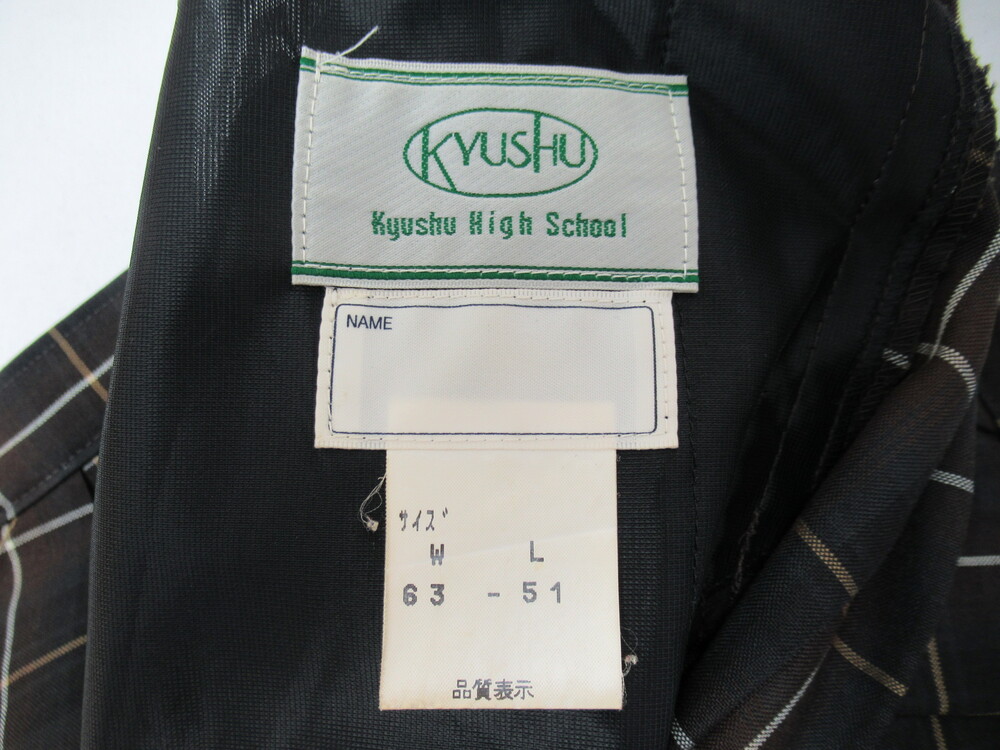 KYUSHU
Kyushu High School
NAME
ｻｲｽﾞ
W L
63 - 51
品質表示